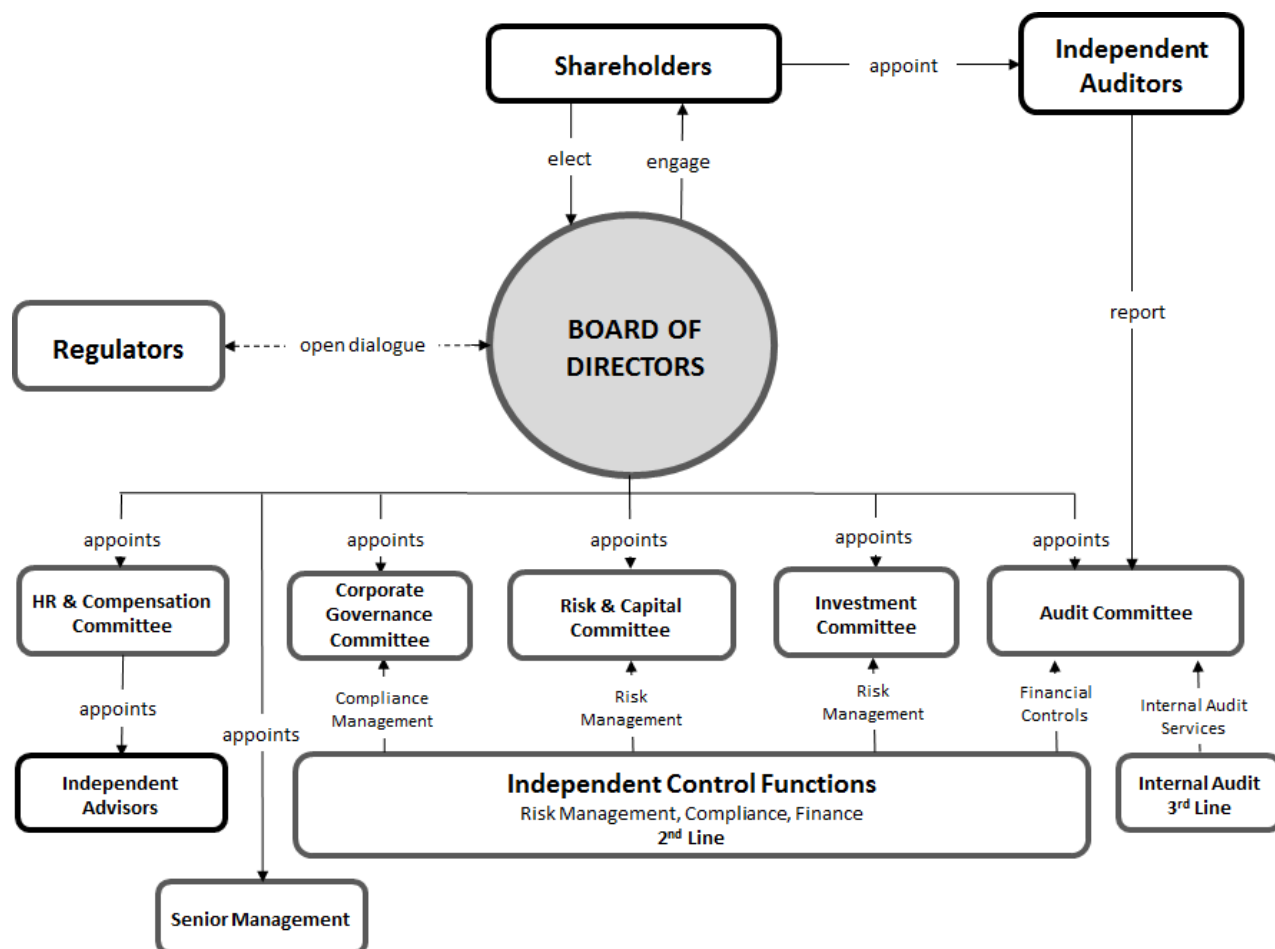 Shareholders
appoint
Independent
Auditors
elect
engage
report
Regulators
open dialogue
BOARD OF
DIRECTORS
appoints
appoints
appoints
appoints
appoints
HR & Compensation
Committee
Corporate
Governance
Committee
Risk & Capital
Committee
Investment
Committee
Audit Committee
appoints
appoints
Compliance
Management
Risk
Management
Risk
Management
Financial
Controls
Internal Audit
Services
Independent
Advisors
Independent Control Functions
Risk Management, Compliance, Finance
2nd Line
Internal Audit
3rd Line
Senior Management